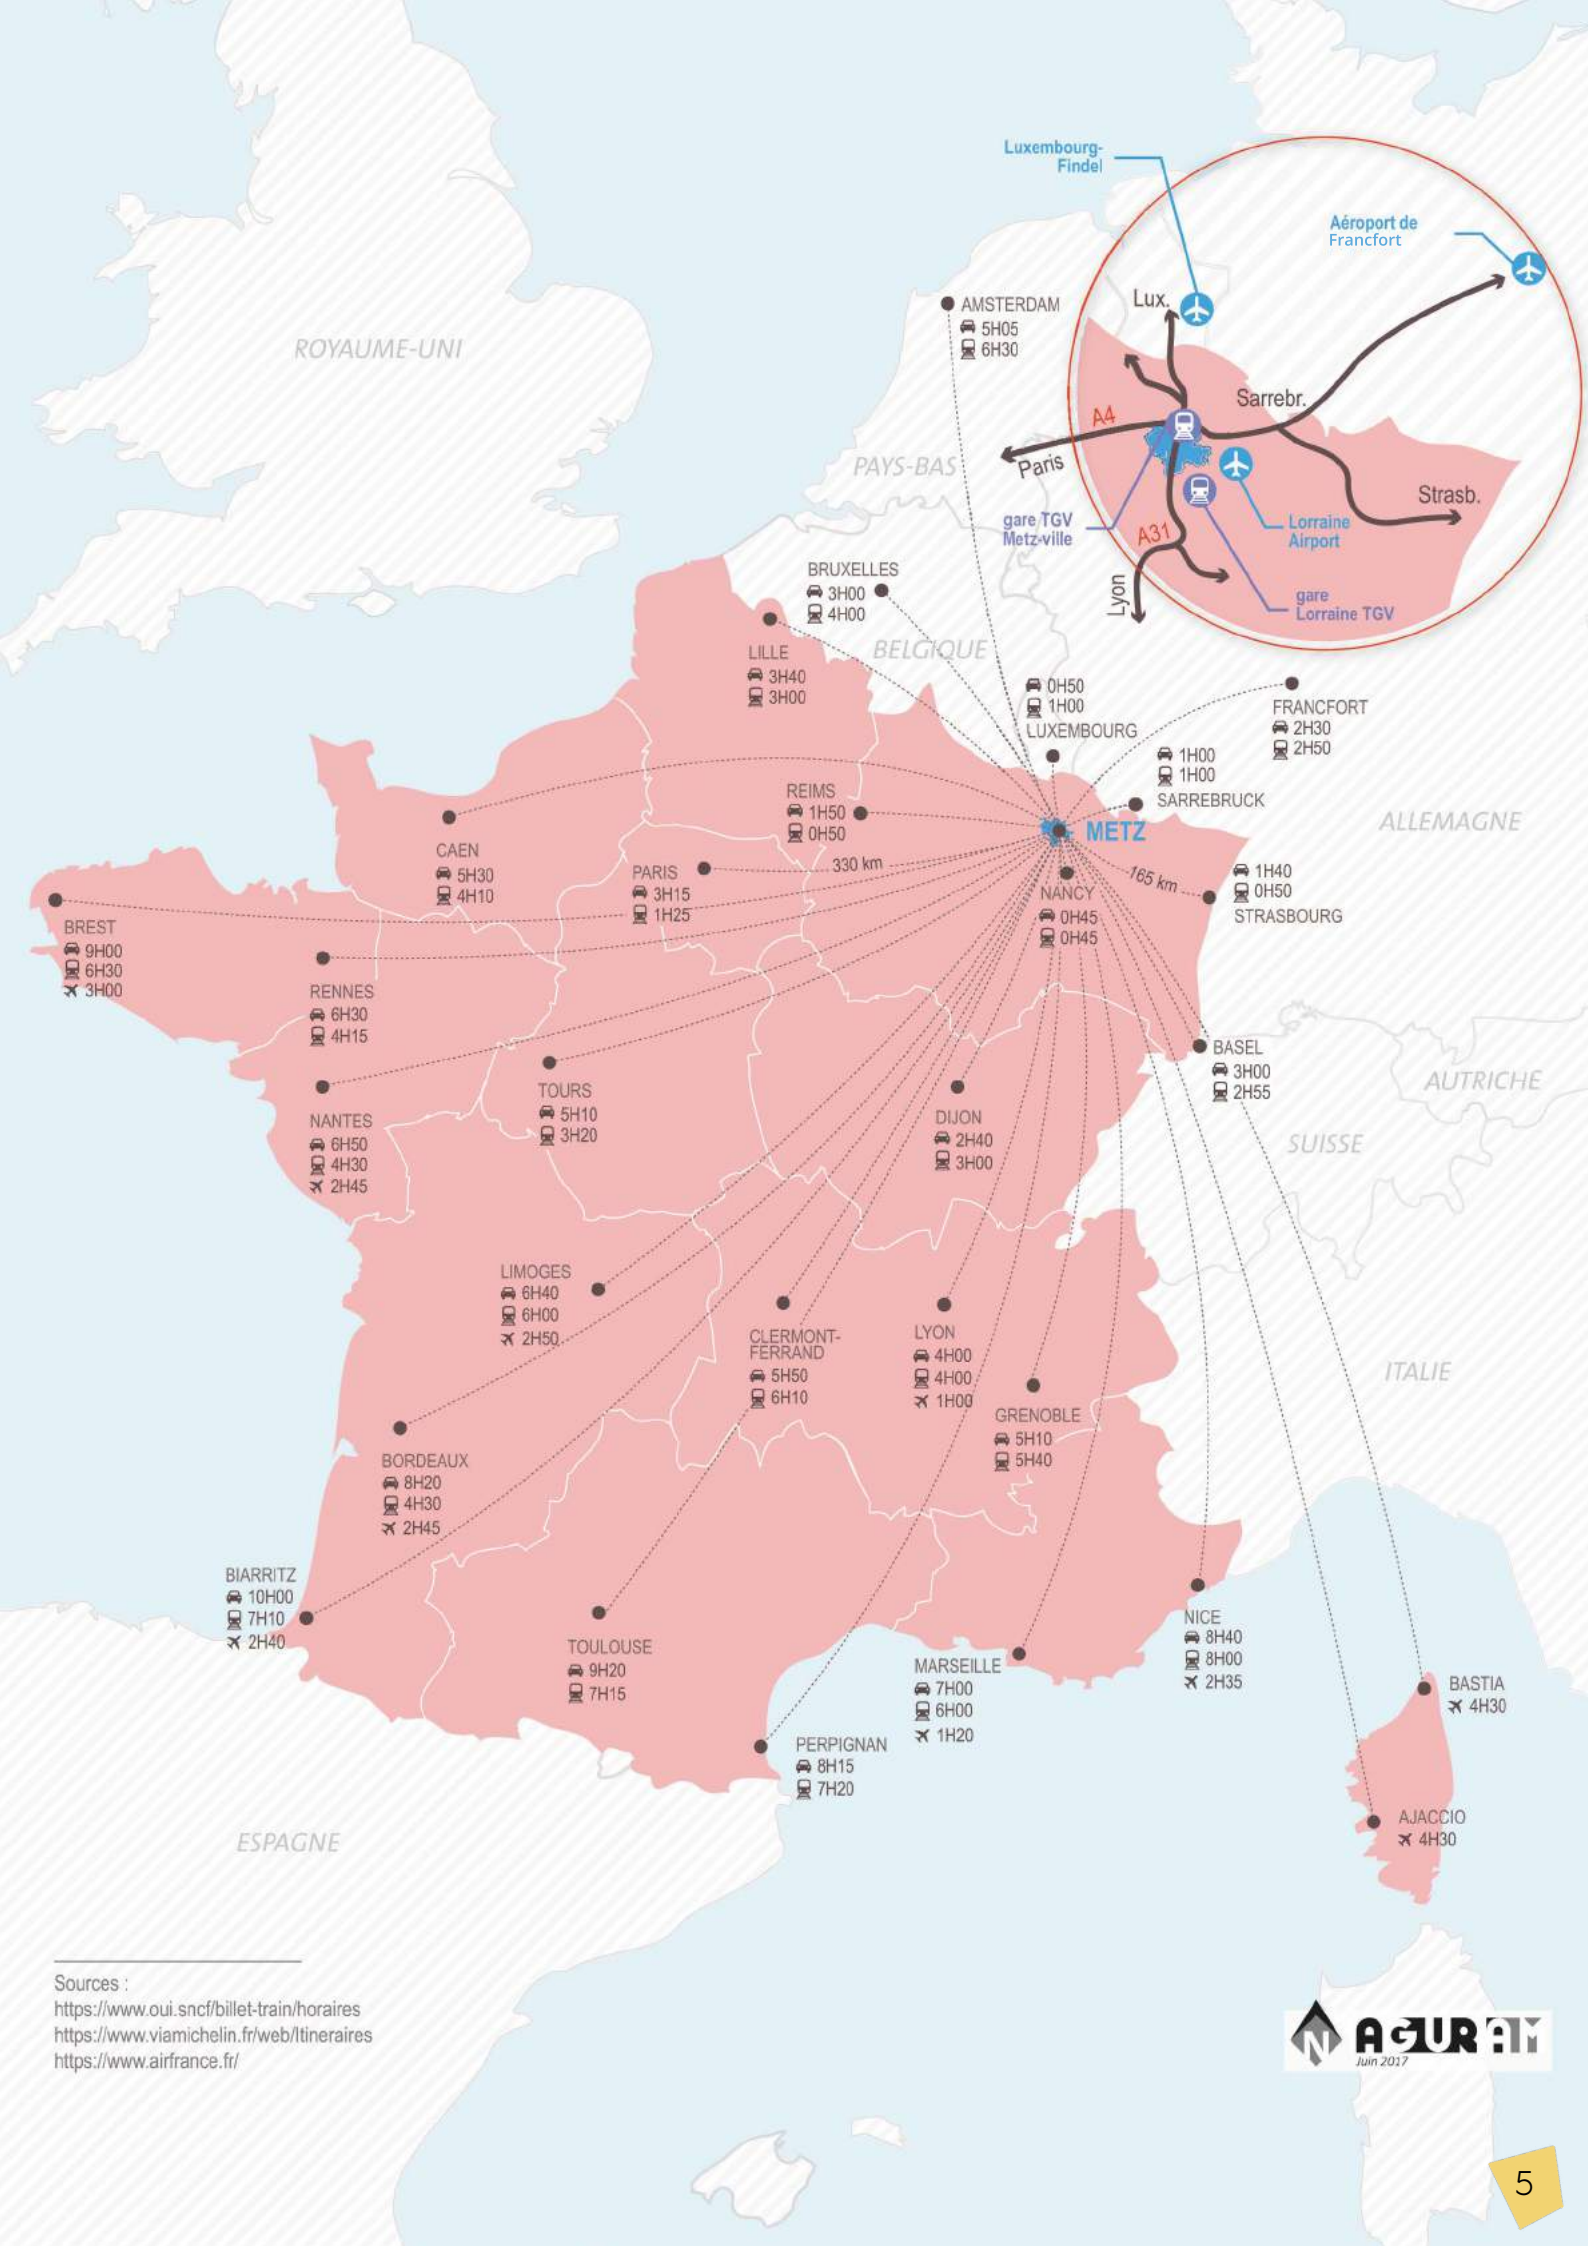 Luxembourg-
Findel
Aéroport de
Francfort
Lux.
AMSTERDAM
5H05
6H30
ROYAUME-UNI
Sarrebr.
A4
Paris
PAYS-BAS
Strasb.
gare TGV
Metz-ville
A31
Lorraine
Airport
Lyon
gare
Lorraine TGV
BRUXELLES
3H00
4H00
BELGIQUE
LILLE
3H40
3H00
0H50
1H00
LUXEMBOURG
FRANCFORT
2H30
2H50
1H00
1H00
SARREBRUCK
REIMS
1H50
0H50
METZ
ALLEMAGNE
CAEN
5H30
4H10
PARIS
3H15
1H25
330 km
165 km
1H40
0H50
STRASBOURG
NANCY
0H45
0H45
BREST
9H00
6H30
3H00
RENNES
6H30
4H15
BASEL
3H00
2H55
AUTRICHE
TOURS
5H10
3H20
NANTES
6H50
4H30
2H45
DIJON
2H40
3H00
SUISSE
LIMOGES
6H40
6H00
2H50
CLERMONT-
FERRAND
5H50
6H10
LYON
4H00
4H00
1H00
ITALIE
GRENOBLE
5H10
5H40
BORDEAUX
8H20
4H30
2H45
BIARRITZ
10H00
7H10
2H40
TOULOUSE
9H20
7H15
NICE
8H40
8H00
2H35
MARSEILLE
7H00
6H00
1H20
BASTIA
4H30
PERPIGNAN
8H15
7H20
AJACCIO
4H30
ESPAGNE
Sources :
https://www.oui.sncf/billet-train/horaires
https://www.viamichelin.fr/web/Itineraires
https://www.airfrance.fr/
N
AGURAM
Juin 2017
5